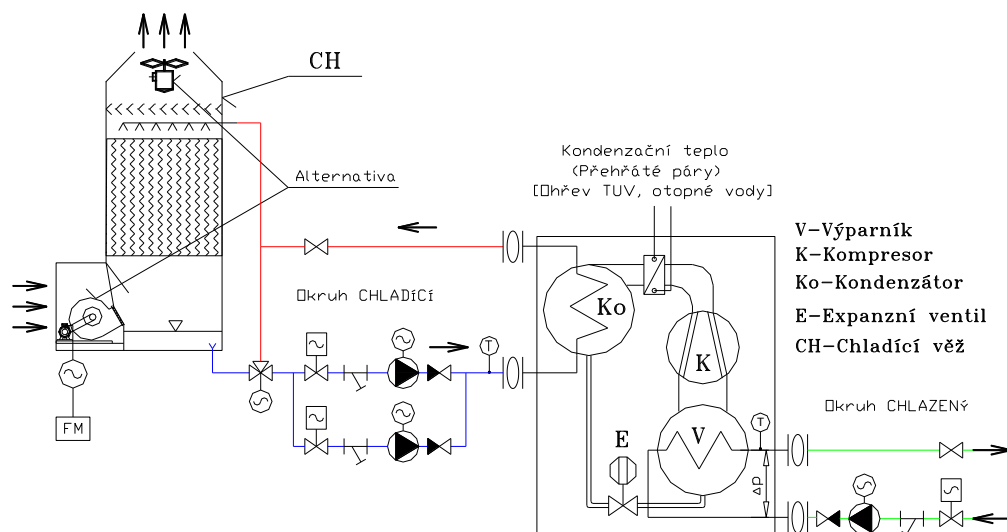 CH
Kondenzační teplo
(Přehřáté páry)
[Ohřev TUV, otopné vody]
Alternativa
V-Výparník
K-Kompresor
Ko-Kondenzátor
E-Expanzní ventil
CH-Chladící věž
Okruh CHLADÍCÍ
Ko
K
T
FM
Okruh CHLAZENÝ
E
V
T
Δp